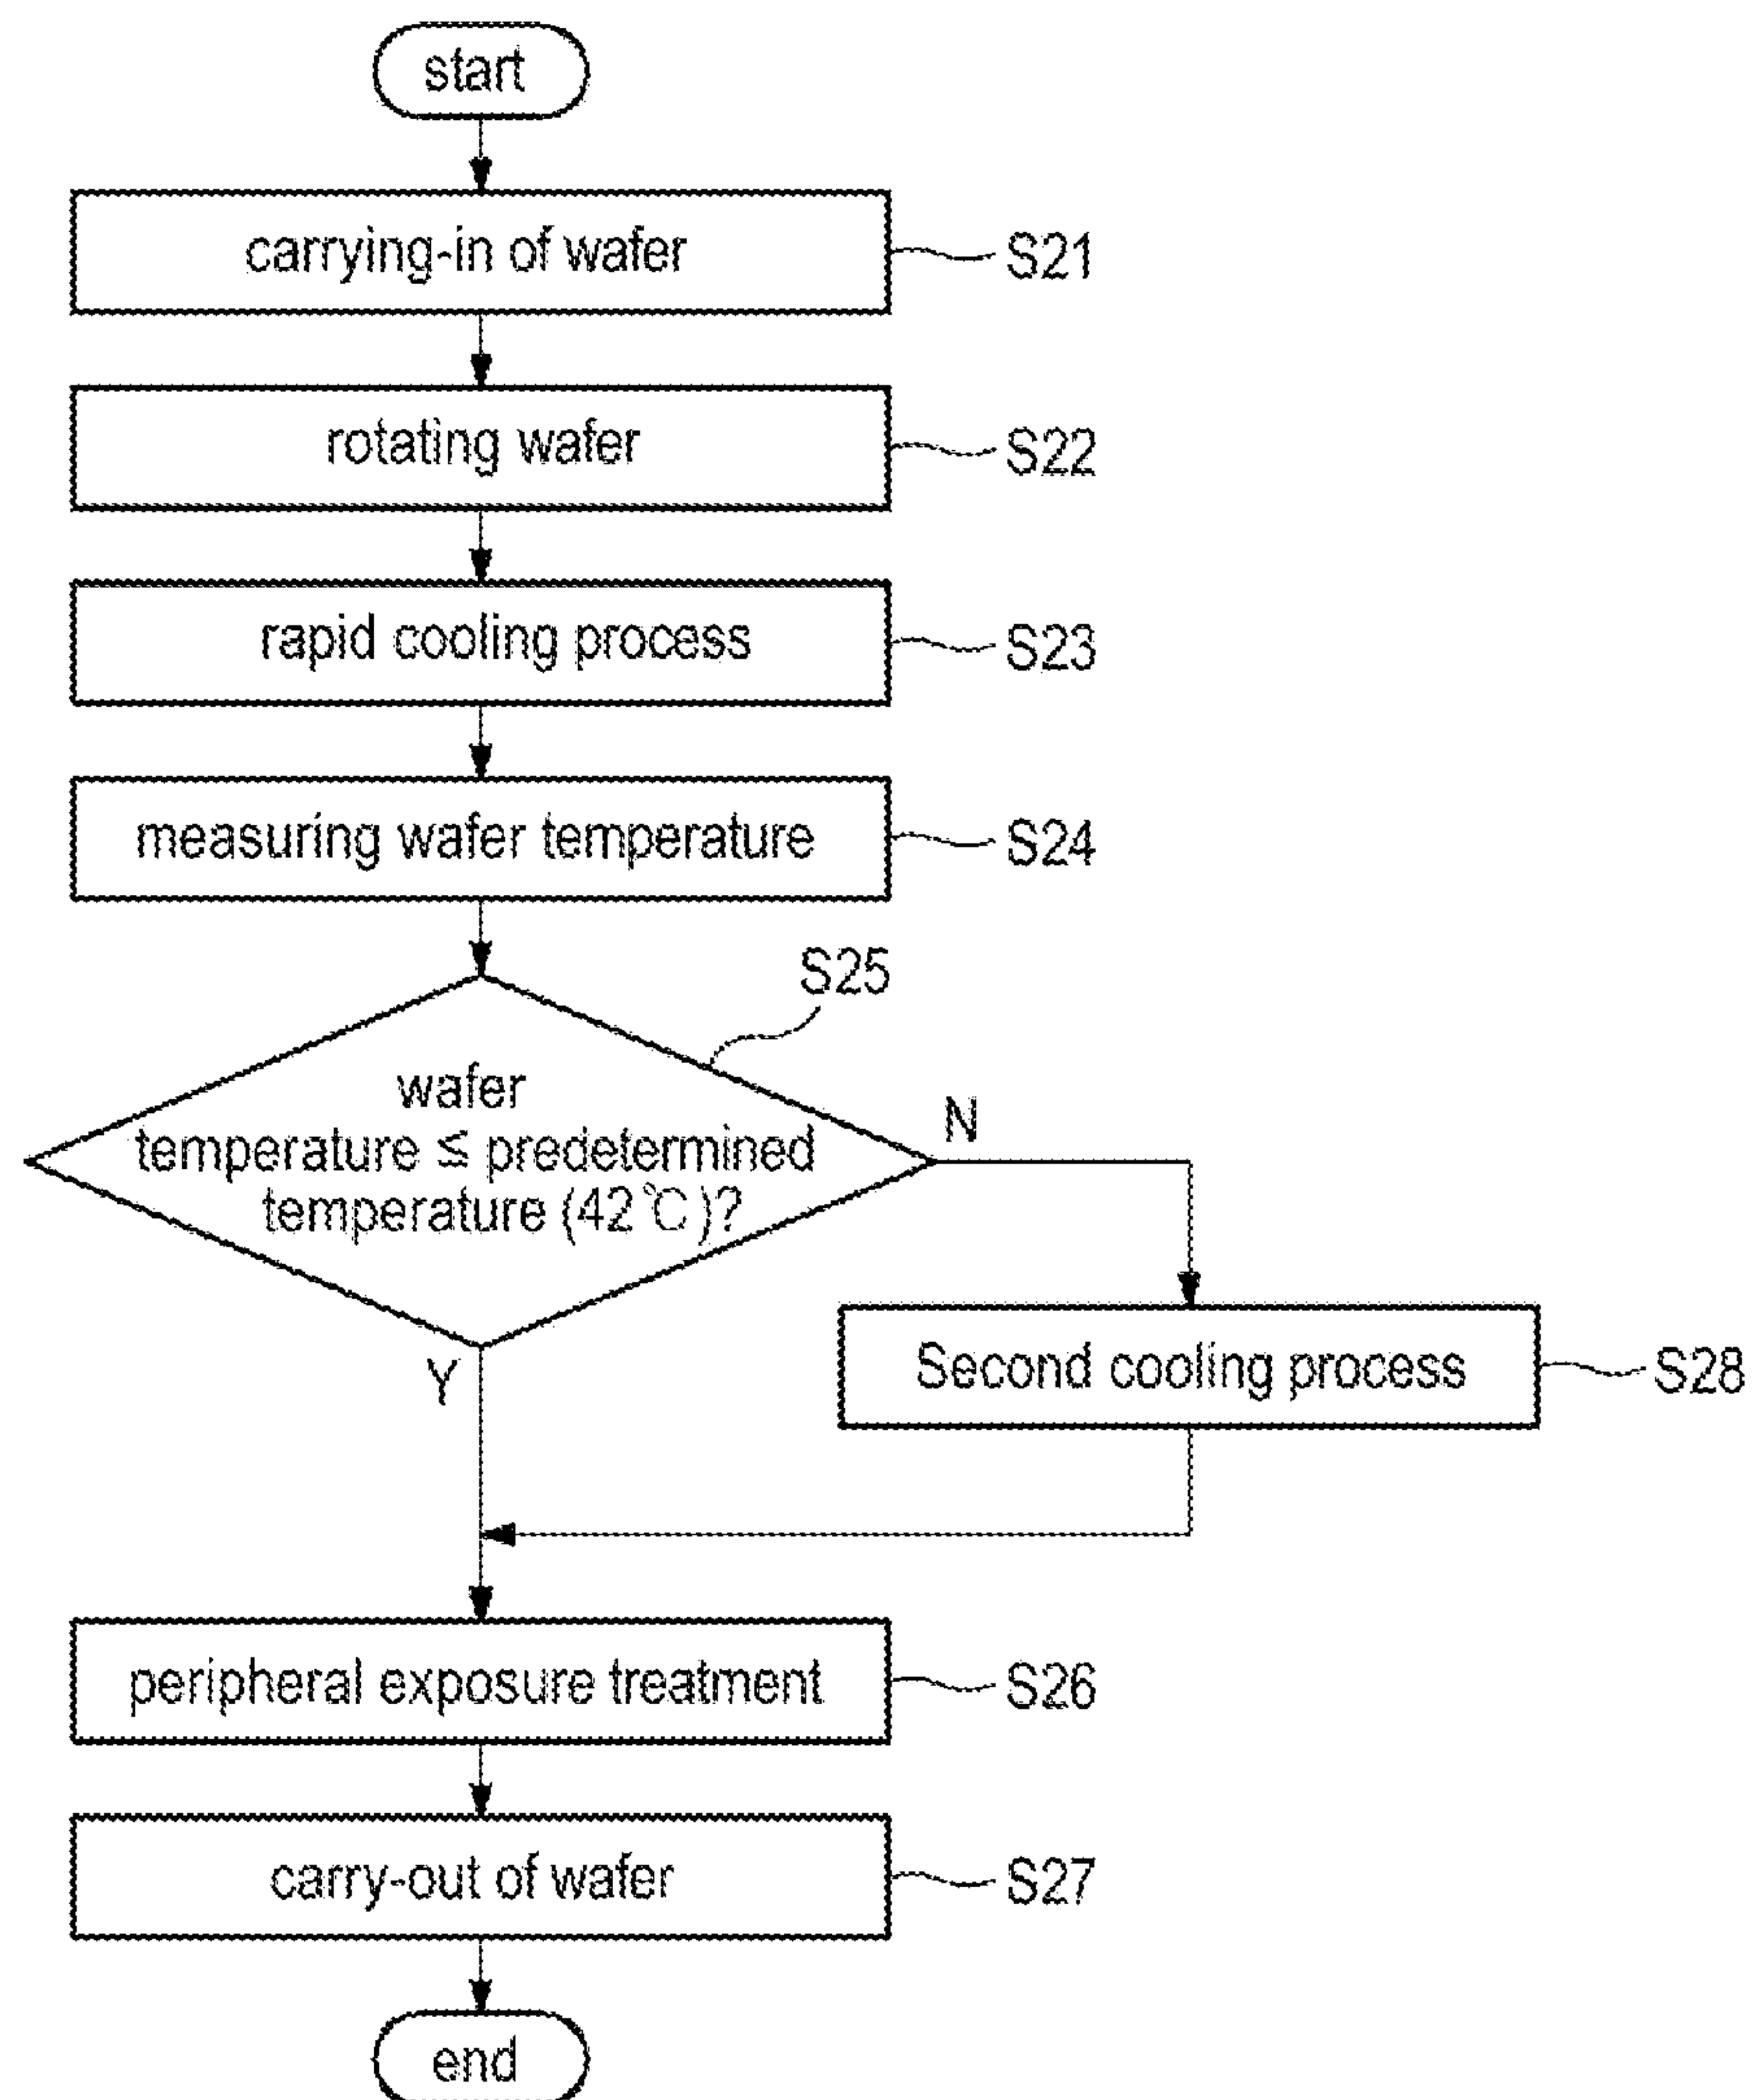 start
carrying-in of wafer
S21
rotating wafer
S22
rapid cooling process
S23
measuring wafer temperature
S24
S25
wafer
temperature ≦ predetermined
temperature (42℃)?
N
Y
Second cooling process
S28
peripheral exposure treatment
S26
carry-out of wafer
S27
end